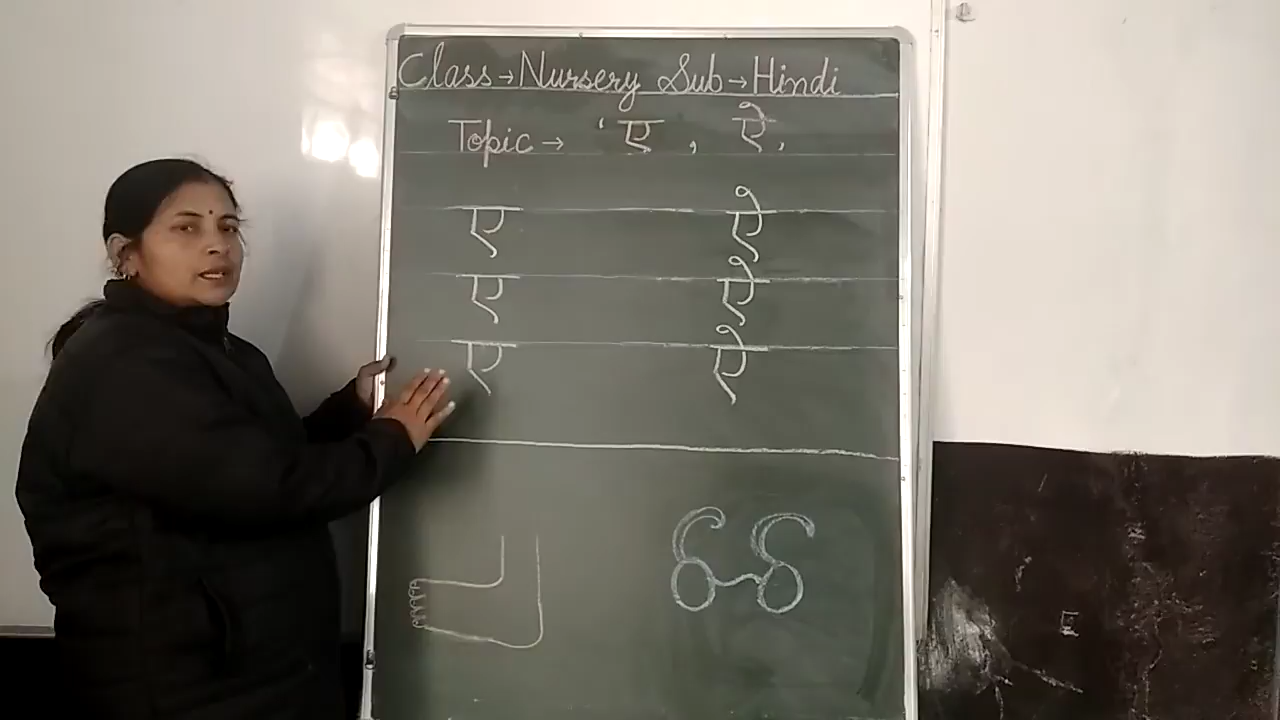 Class→Nursery Sub→Hindi
Topic → ' ए , ऐ,
ए ऐ
ए ऐ
ए ऐ